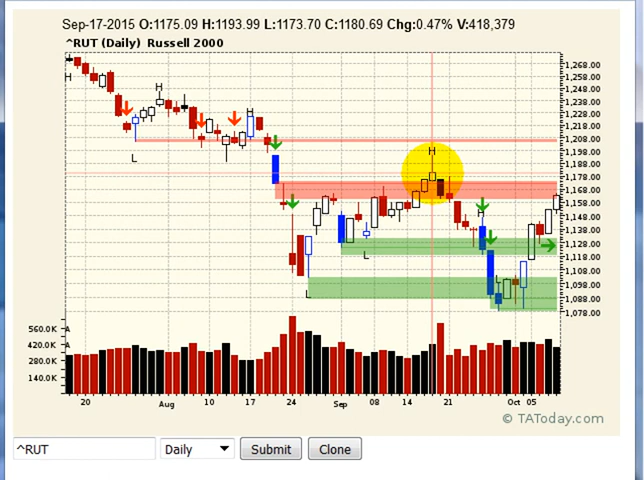 Sep-17-2015 O:1175.09 H:1193.99 L:1173.70 C:1180.69 Chg:0.47% V:418,379
^RUT (Daily) Russell 2000
1,268.00
1,258.00
1,248.00
1,238.00
1,228.00
1,218.00
1,208.00
1,198.00
1,188.00
1,178.00
1,168.00
1,158.00
1,148.00
1,138.00
1,128.00
1,118.00
1,108.00
1,098.00
1,088.00
1,078.00
H
H
H
L
H
H
L
L
560.0K A
420.0K A
280.0K
140.0K
20 Aug 10 17 24 Sep 08 14 21 Oct 05
© TAToday.com
^RUT Daily Submit Clone